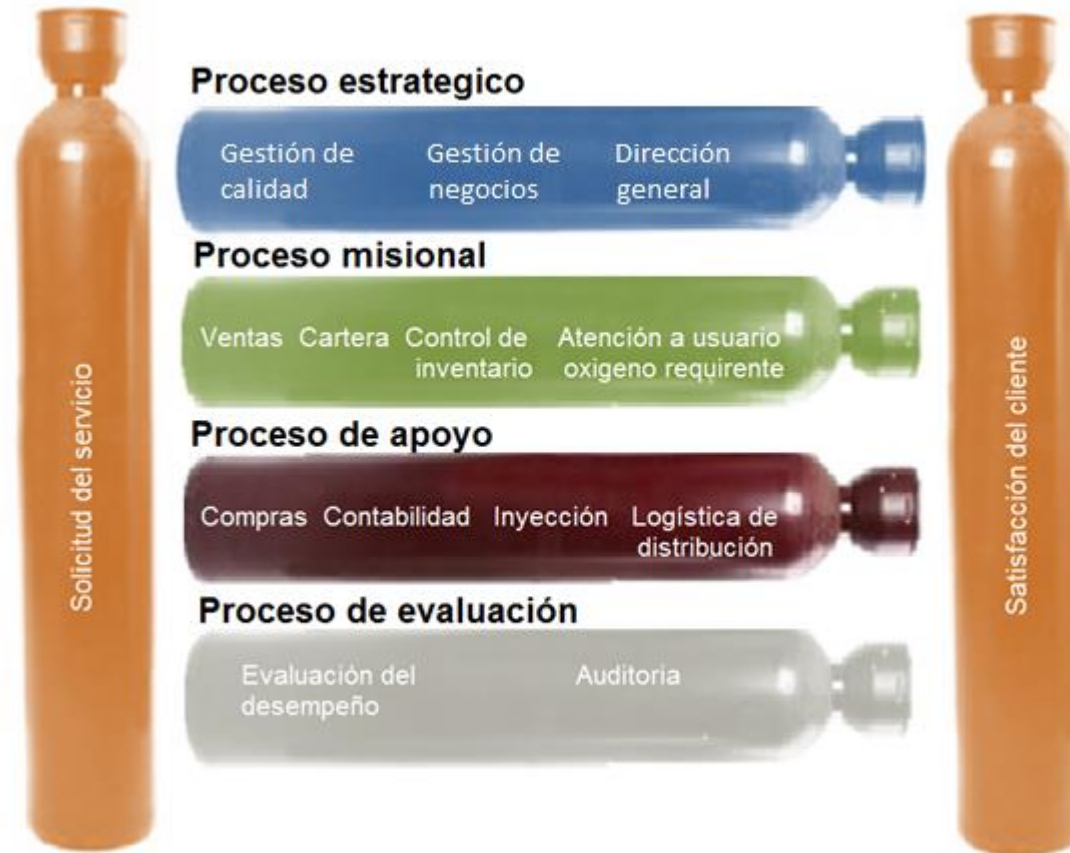 Proceso estrategico
Gestión de calidad
Gestión de negocios
Dirección general
Proceso misional
Ventas
Cartera
Control de inventario
Atención a usuario oxigeno requirente
Proceso de apoyo
Compras
Contabilidad
Inyección
Logística de distribución
Proceso de evaluación
Evaluación del desempeño
Auditoria
Solicitud del servicio
Satisfacción del cliente